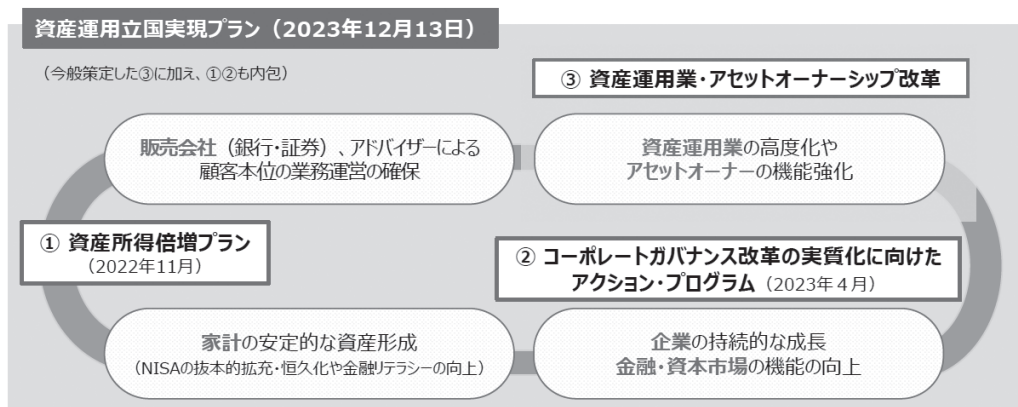 資産運用立国実現プラン（2023年12月13日）
（今般策定した③に加え、①②も内包）
③ 資産運用業・アセットオーナーシップ改革
販売会社（銀行・証券）、アドバイザーによる
顧客本位の業務運営の確保
資産運用業の高度化や
アセットオーナーの機能強化
① 資産所得倍増プラン
（2022年11月）
② コーポレートガバナンス改革の実質化に向けた
アクション・プログラム（2023年４月）
家計の安定的な資産形成
（NISAの抜本的拡充・恒久化や金融リテラシーの向上）
企業の持続的な成長
金融・資本市場の機能の向上